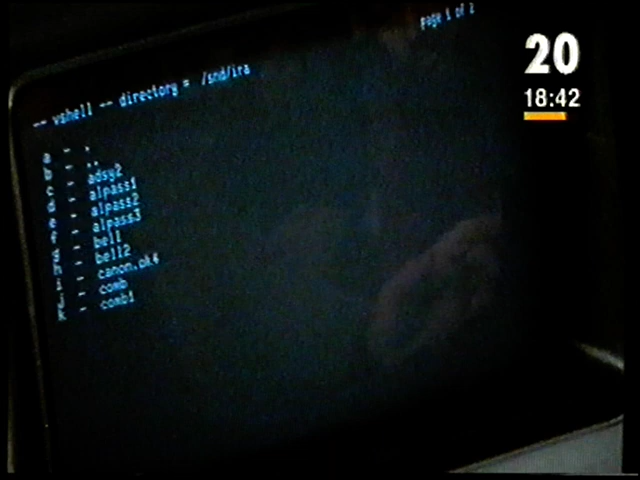 page 1 of 2
20
18:42
-- vshell -- directory = /snd/ira
a - .
b - ..
c - adsy2
d - alpass1
e - alpass2
f - alpass3
g - bell
h - bell2
i - canon.ok4
j - comb
k - comb1